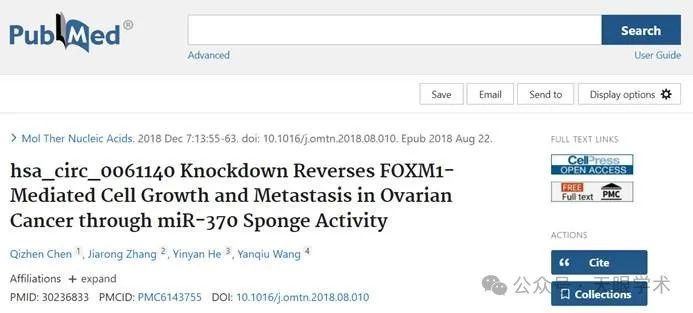 PubMed®
Search
Advanced
User Guide
Save
Email
Send to
Display options
> Mol Ther Nucleic Acids. 2018 Dec 7:13:55-63. doi: 10.1016/j.omtn.2018.08.010. Epub 2018 Aug 22.
hsa_circ_0061140 Knockdown Reverses FOXM1-
Mediated Cell Growth and Metastasis in Ovarian
Cancer through miR-370 Sponge Activity
Qizhen Chen 1, Jiarong Zhang 2, Yinyan He 3, Yanqiu Wang 4
Affiliations + expand
PMID: 30236833 PMCID: PMC6143755 DOI: 10.1016/j.omtn.2018.08.010
FULL TEXT LINKS
CellPress
OPEN ACCESS
FREE
Full text
PMC
ACTIONS
Cite
Collections
公众号 · 天眼学术